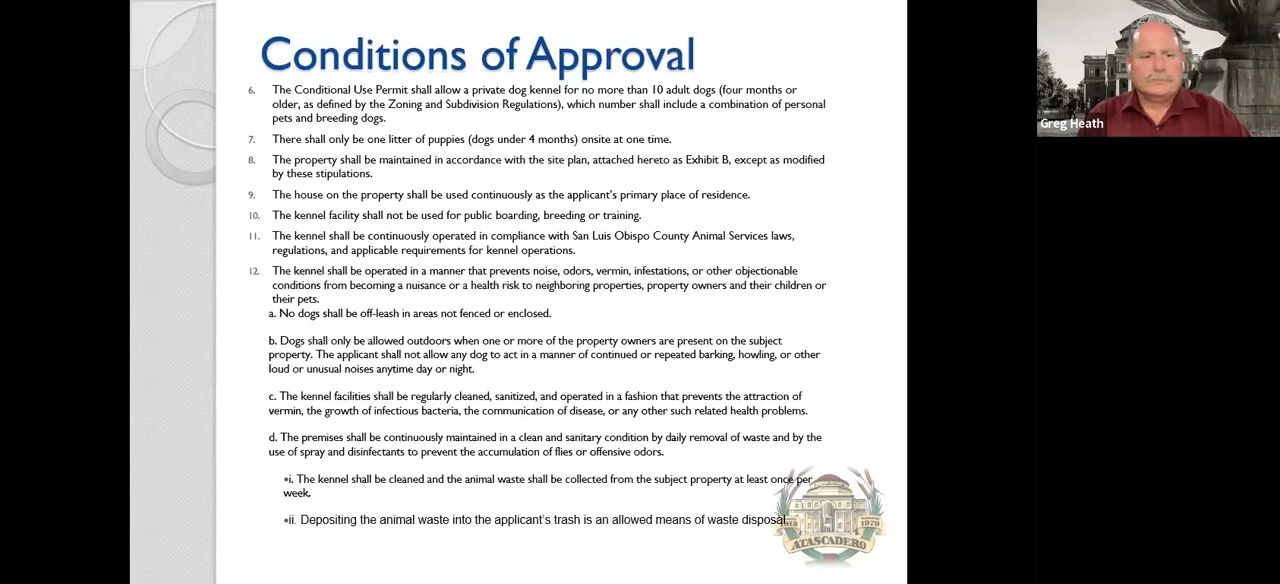 Conditions of Approval
6. The Conditional Use Permit shall allow a private dog kennel for no more than 10 adult dogs (four months or
older, as defined by the Zoning and Subdivision Regulations), which number shall include a combination of personal
pets and breeding dogs.
7. There shall only be one litter of puppies (dogs under 4 months) onsite at one time.
8. The property shall be maintained in accordance with the site plan, attached hereto as Exhibit B, except as modified
by these stipulations.
9. The house on the property shall be used continuously as the applicant's primary place of residence.
10. The kennel facility shall not be used for public boarding, breeding or training.
11. The kennel shall be continuously operated in compliance with San Luis Obispo County Animal Services laws,
regulations, and applicable requirements for kennel operations.
12. The kennel shall be operated in a manner that prevents noise, odors, vermin, infestations, or other objectionable
conditions from becoming a nuisance or a health risk to neighboring properties, property owners and their children or
their pets.
a. No dogs shall be off-leash in areas not fenced or enclosed.
b. Dogs shall only be allowed outdoors when one or more of the property owners are present on the subject
property. The applicant shall not allow any dog to act in a manner of continued or repeated barking, howling, or other
loud or unusual noises anytime day or night.
c. The kennel facilities shall be regularly cleaned, sanitized, and operated in a fashion that prevents the attraction of
vermin, the growth of infectious bacteria, the communication of disease, or any other such related health problems.
d. The premises shall be continuously maintained in a clean and sanitary condition by daily removal of waste and by the
use of spray and disinfectants to prevent the accumulation of flies or offensive odors.
•i. The kennel shall be cleaned and the animal waste shall be collected from the subject property at least once per
week.
•ii. Depositing the animal waste into the applicant's trash is an allowed means of waste disposal.
1918 1979
ATASCADERO
Greg Heath